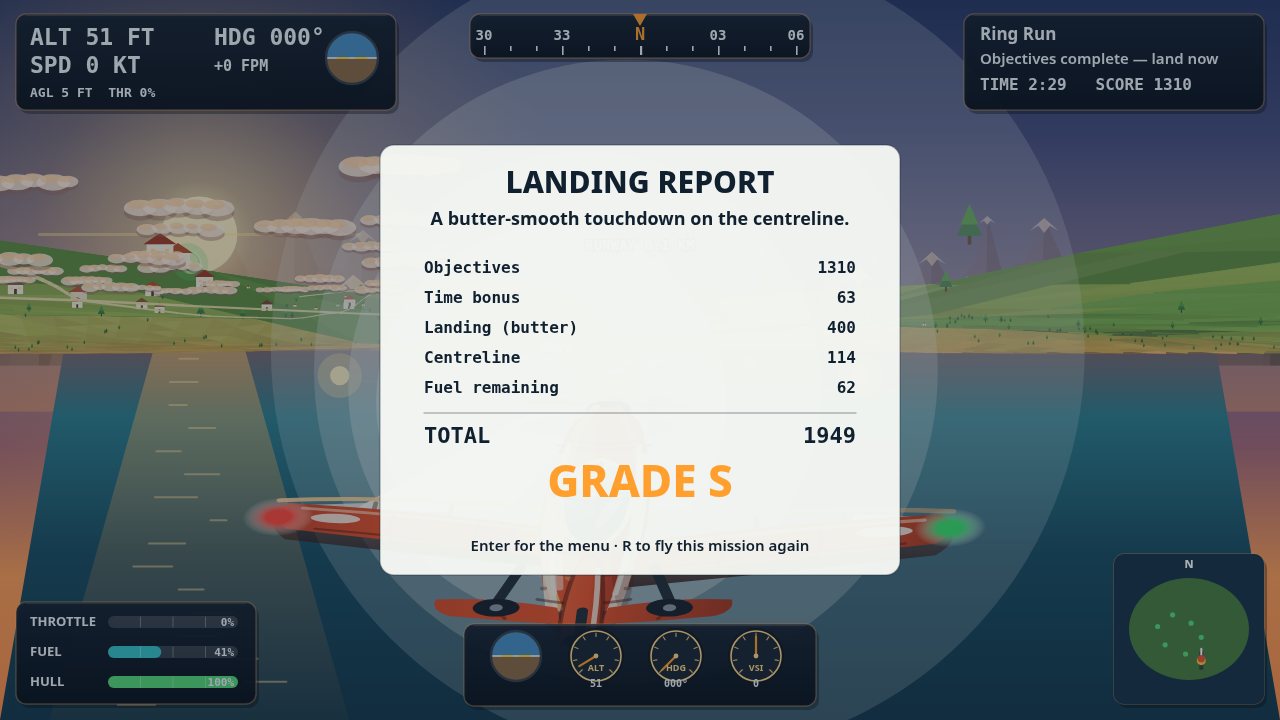 ALT 51 FT HDG 000°
SPD 0 KT +0 FPM
AGL 5 FT THR 0%
30 33 N 03 06
Ring Run
Objectives complete — land now
TIME 2:29 SCORE 1310
LANDING REPORT
A butter-smooth touchdown on the centreline.
Objectives 1310
Time bonus 63
Landing (butter) 400
Centreline 114
Fuel remaining 62
TOTAL 1949
GRADE S
Enter for the menu · R to fly this mission again
THROTTLE 0%
FUEL 41%
HULL 100%
ALT HDG VSI
51 000° 0
N